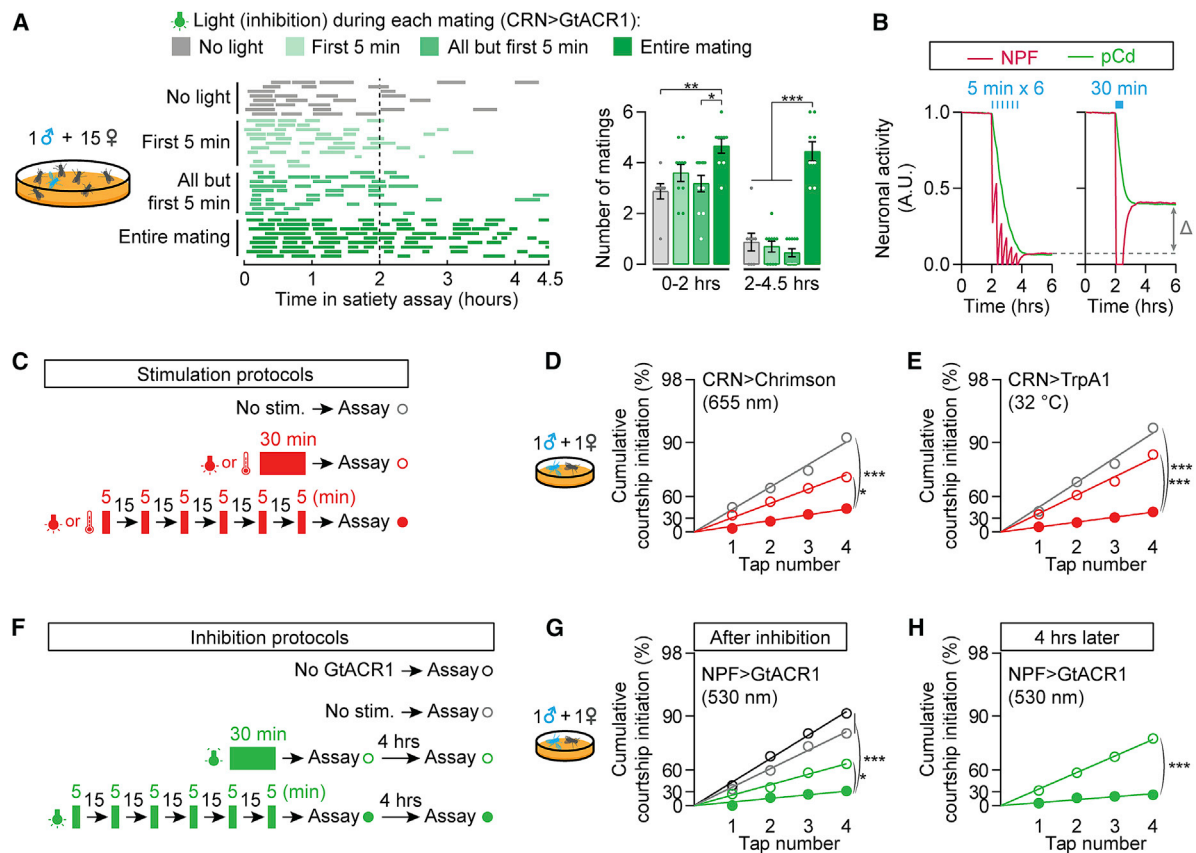 A
Light (inhibition) during each mating (CRN>GtACR1):
No light
First 5 min
All but first 5 min
Entire mating
1♂ + 15 ♀
No light
First 5 min
All but
first 5 min
Entire mating
0 1 2 3 4 4.5
Time in satiety assay (hours)
Number of matings
6
4
2
0
**
*
***
0-2 hrs
2-4.5 hrs
B
NPF
pCd
5 min x 6
30 min
Neuronal activity
(A.U.)
1.0
0.5
0.0
Δ
0 2 4 6
0 2 4 6
Time (hrs)
Time (hrs)
C
Stimulation protocols
No stim. → Assay
30 min
or → Assay
5 5 5 5 5 5 (min)
15 15 15 15 15
or → Assay
D
CRN>Chrimson
(655 nm)
1♂+1♀
Cumulative
courtship initiation (%)
98
90
60
30
0
***
*
1 2 3 4
Tap number
E
CRN>TrpA1
(32 °C)
Cumulative
courtship initiation (%)
98
90
60
30
0
***
***
1 2 3 4
Tap number
F
Inhibition protocols
No GtACR1 → Assay
No stim. → Assay
30 min
→ Assay 4 hrs → Assay
5 5 5 5 5 5 (min)
15 15 15 15 15
→ Assay 4 hrs → Assay
G
After inhibition
NPF>GtACR1
(530 nm)
1♂+1♀
Cumulative
courtship initiation (%)
98
90
60
30
0
***
*
1 2 3 4
Tap number
H
4 hrs later
NPF>GtACR1
(530 nm)
Cumulative
courtship initiation (%)
98
90
60
30
0
***
1 2 3 4
Tap number